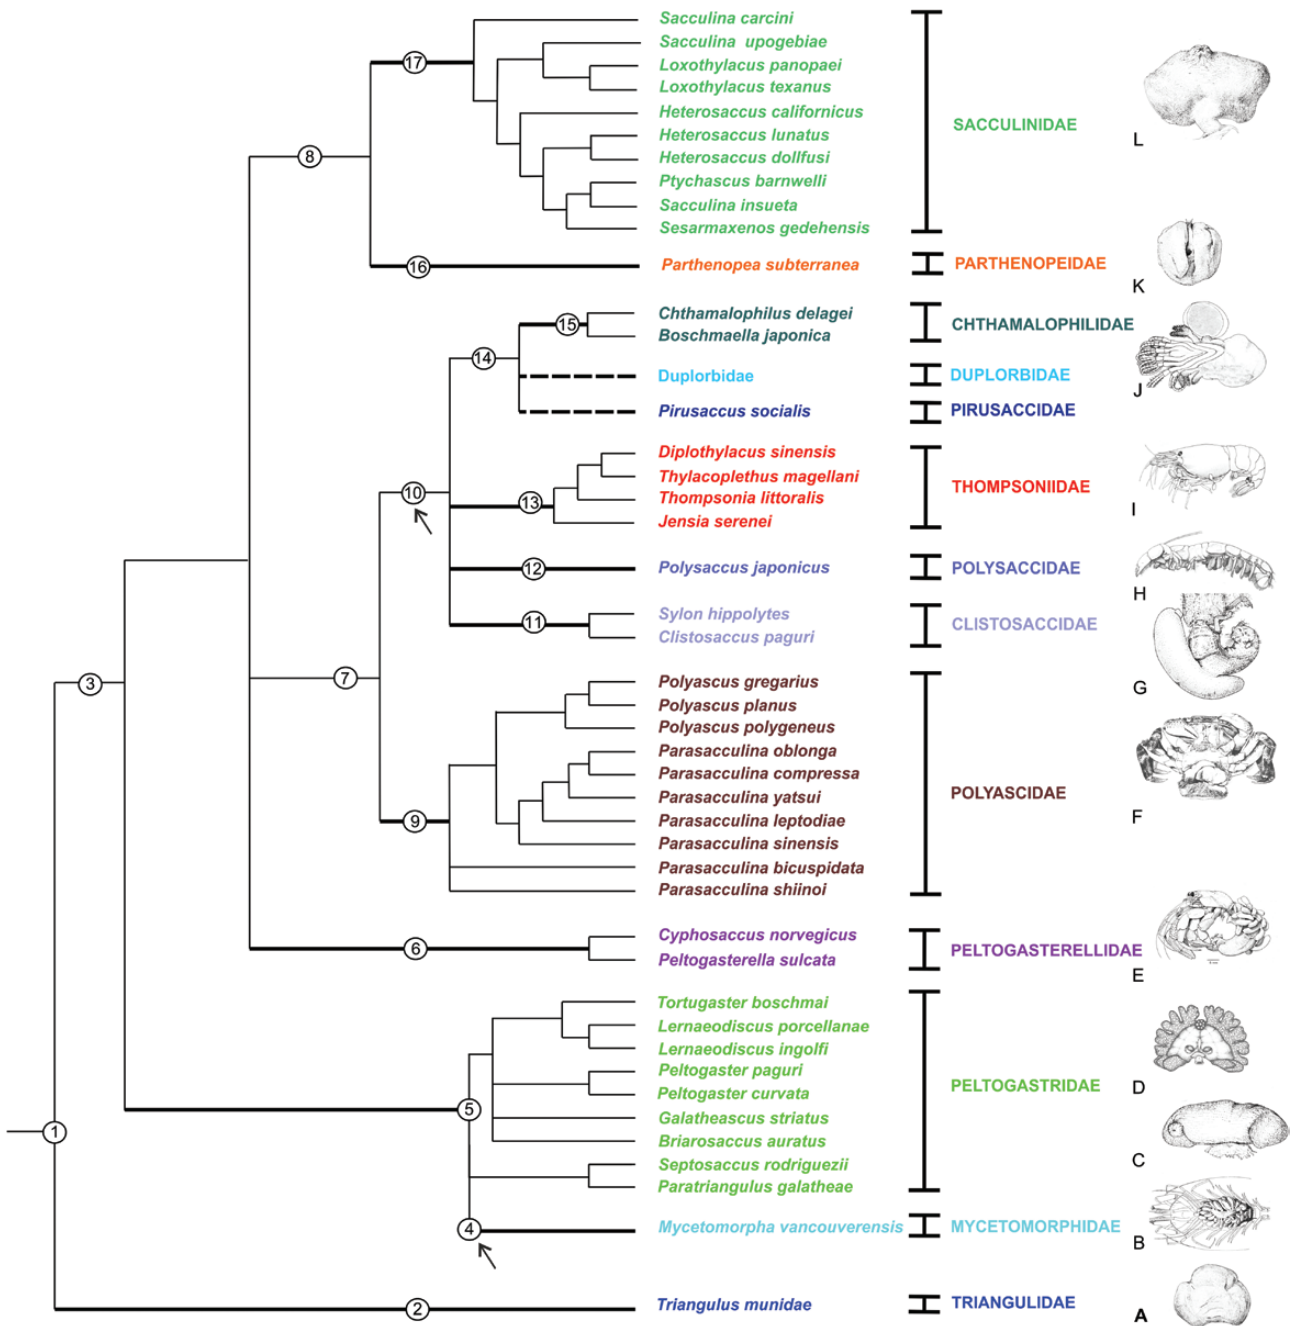 Sacculina carcini
Sacculina upogebiae
17
Loxothylacus panopaei
Loxothylacus texanus
Heterosaccus californicus
SACCULINIDAE
L
Heterosaccus lunatus
8
Heterosaccus dollfusi
Ptychascus barnwelli
Sacculina insueta
Sesarmaxenos gedehensis
16
Parthenopea subterranea
PARTHENOPEIDAE
K
Chthamalophilus delagei
15
CHTHAMALOPHILIDAE
Boschmaella japonica
14
Duplorbidae
DUPLORBIDAE
J
Pirusaccus socialis
PIRUSACCIDAE
Diplothylacus sinensis
Thylacoplethus magellani
10
THOMPSONIIDAE
13
Thompsonia littoralis
I
Jensia serenei
12
Polysaccus japonicus
POLYSACCIDAE
H
Sylon hippolytes
11
CLISTOSACCIDAE
Clistosaccus paguri
3
7
Polyascus gregarius
G
Polyascus planus
Polyascus polygeneus
Parasacculina oblonga
Parasacculina compressa
POLYASCIDAE
Parasacculina yatsui
9
Parasacculina leptodiae
F
Parasacculina sinensis
Parasacculina bicuspidata
Parasacculina shiinoi
Cyphosaccus norvegicus
6
PELTOGASTERELLIDAE
Peltogasterella sulcata
E
Tortugaster boschmai
Lernaeodiscus porcellanae
Lernaeodiscus ingolfi
Peltogaster paguri
PELTOGASTRIDAE
D
Peltogaster curvata
5
Galatheascus striatus
1
Briarosaccus auratus
Septosaccus rodriguezii
C
Paratriangulus galatheae
4
Mycetomorpha vancouverensis
MYCETOMORPHIDAE
B
2
Triangulus munidae
TRIANGULIDAE
A